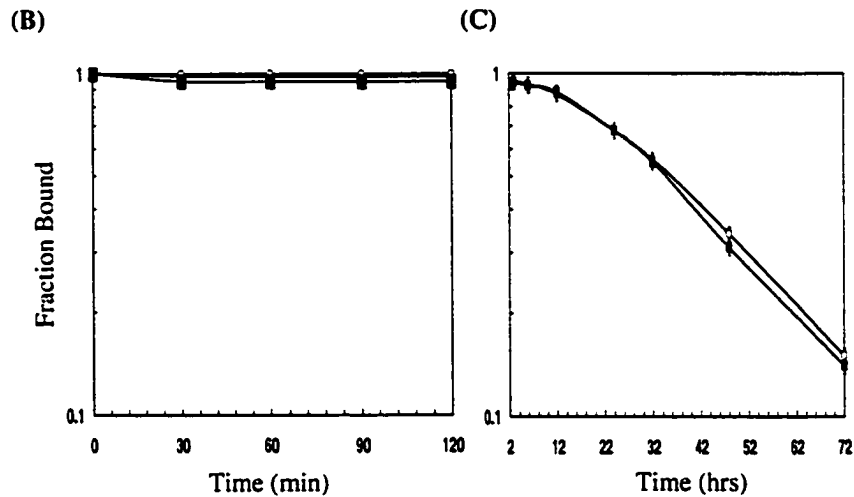 (B)
(C)
Fraction Bound
1
0.1
0 30 60 90 120
Time (min)
1
0.1
2 12 22 32 42 52 62 72
Time (hrs)